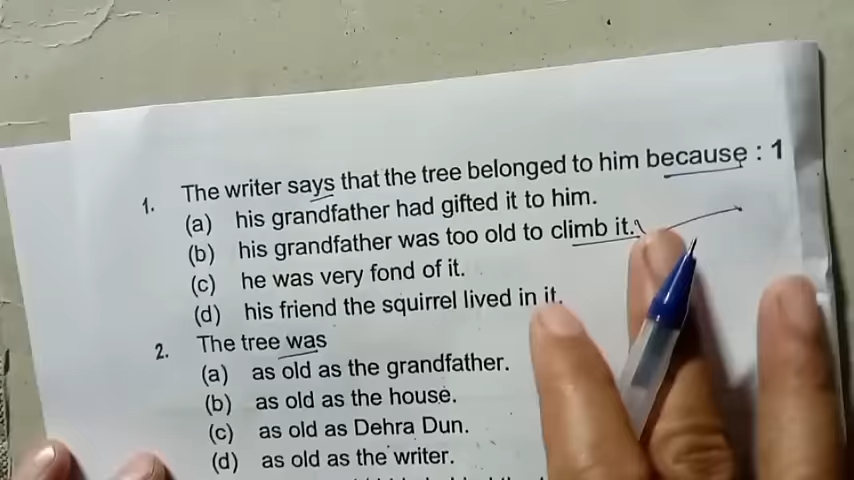 1. The writer says that the tree belonged to him because : 1
(a) his grandfather had gifted it to him.
(b) his grandfather was too old to climb it.
(c) he was very fond of it.
(d) his friend the squirrel lived in it.
2. The tree was
(a) as old as the grandfather.
(b) as old as the house.
(c) as old as Dehra Dun.
(d) as old as the writer.